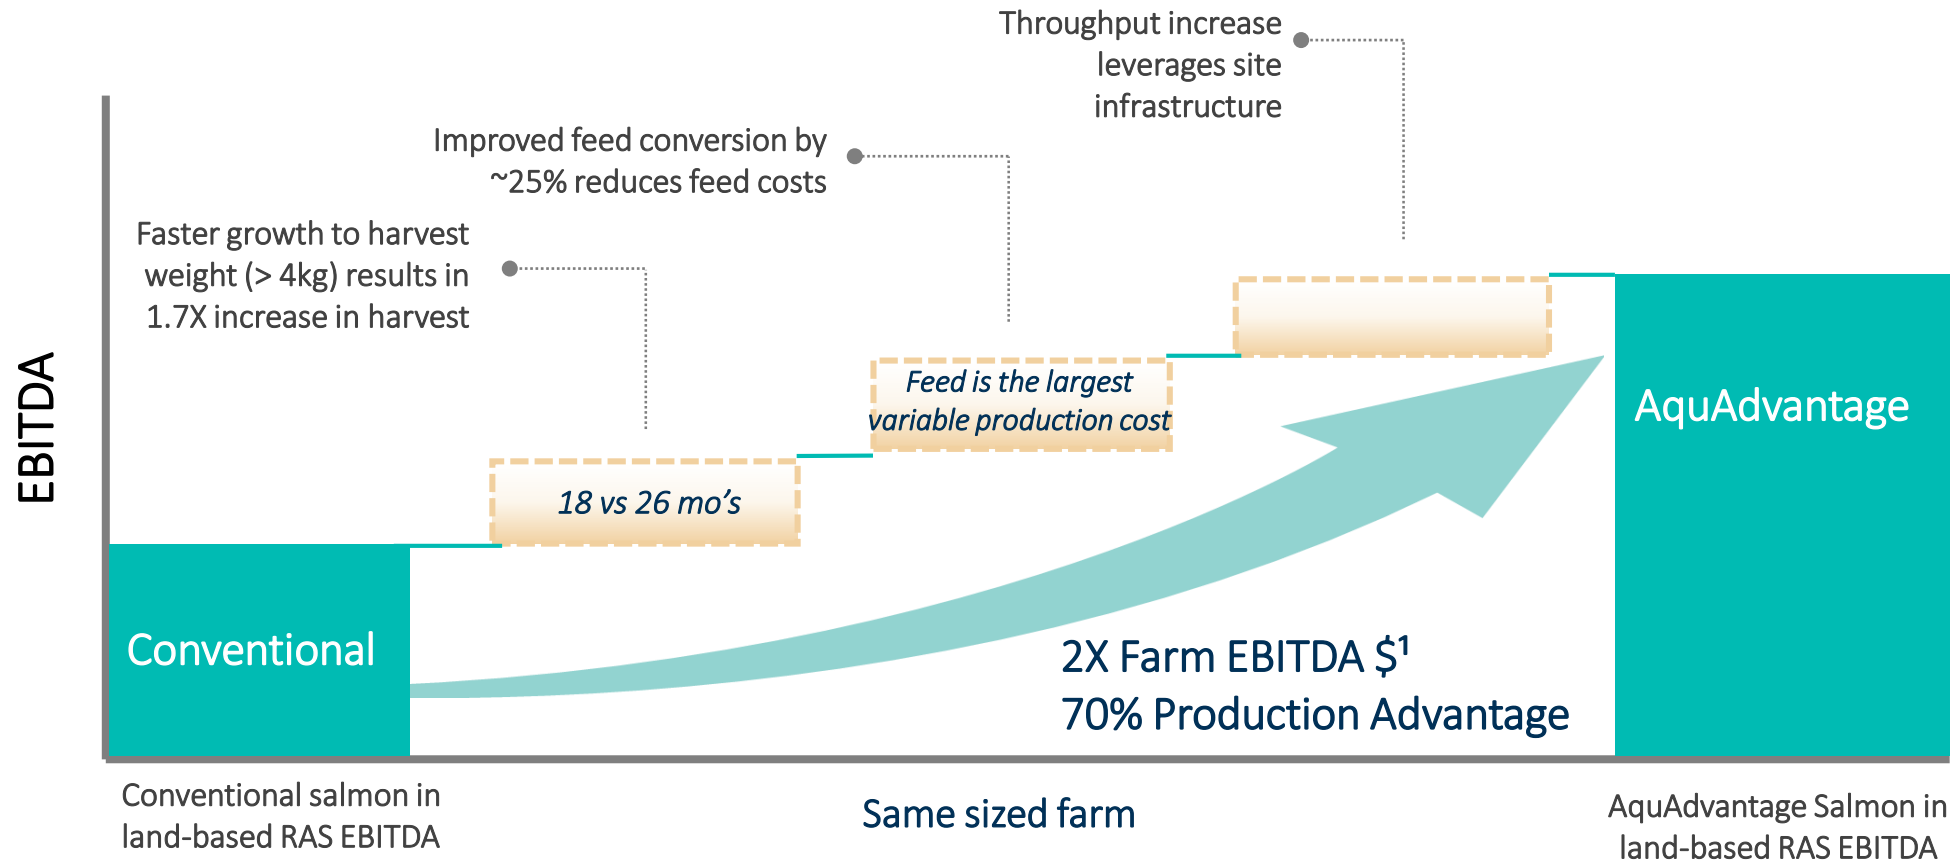 Throughput increase
leverages site
infrastructure
Improved feed conversion by
~25% reduces feed costs
Faster growth to harvest
weight (> 4kg) results in
1.7X increase in harvest
EBITDA
Feed is the largest
variable production cost
18 vs 26 mo’s
AquAdvantage
Conventional
2X Farm EBITDA $¹
70% Production Advantage
Conventional salmon in
land-based RAS EBITDA
Same sized farm
AquAdvantage Salmon in
land-based RAS EBITDA